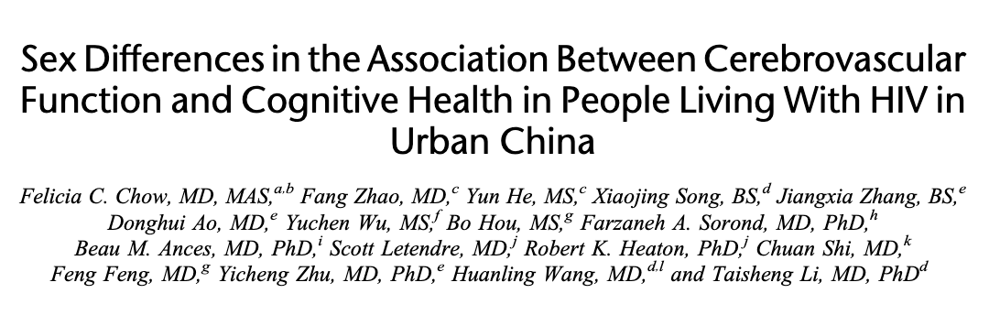 Sex Differences in the Association Between Cerebrovascular
Function and Cognitive Health in People Living With HIV in
Urban China
Felicia C. Chow, MD, MAS,a,b Fang Zhao, MD,c Yun He, MS,c Xiaojing Song, BS,d Jiangxia Zhang, BS,e
Donghui Ao, MD,e Yuchen Wu, MS,f Bo Hou, MS,g Farzaneh A. Sorond, MD, PhD,h
Beau M. Ances, MD, PhD,i Scott Letendre, MD,j Robert K. Heaton, PhD,j Chuan Shi, MD,k
Feng Feng, MD,g Yicheng Zhu, MD, PhD,e Huanling Wang, MD,d,l and Taisheng Li, MD, PhDd